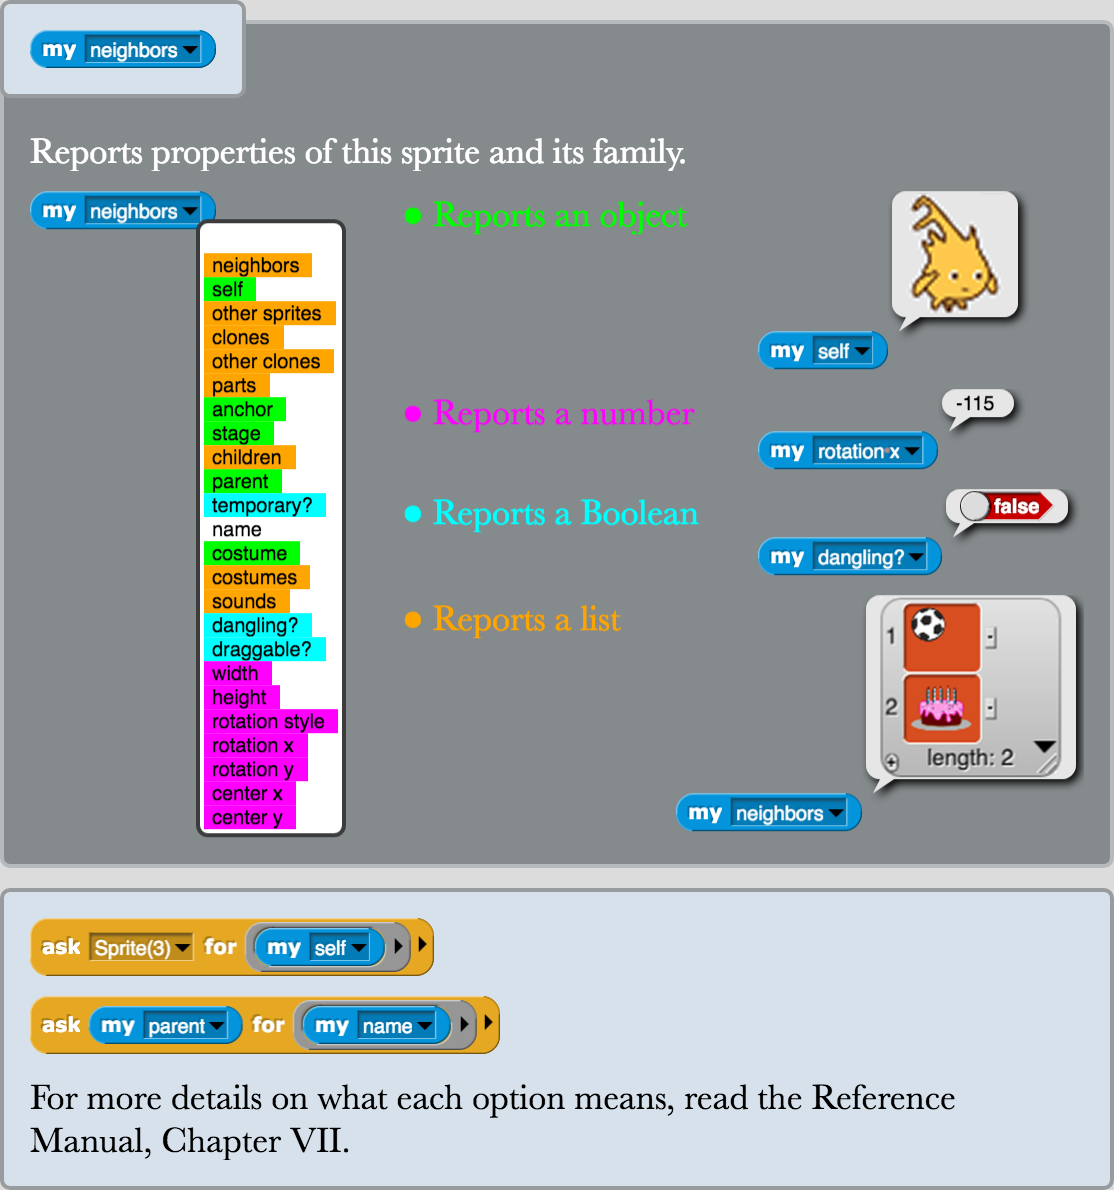 my neighbors
Reports properties of this sprite and its family.
my neighbors
neighbors
self
other sprites
clones
other clones
parts
anchor
stage
children
parent
temporary?
name
costume
costumes
sounds
dangling?
draggable?
width
height
rotation style
rotation x
rotation y
center x
center y
• Reports an object
my self
• Reports a number
-115
my rotation x
• Reports a Boolean
false
my dangling?
• Reports a list
1
2
length: 2
my neighbors
ask Sprite(3) for my self
ask my parent for my name
For more details on what each option means, read the Reference
Manual, Chapter VII.